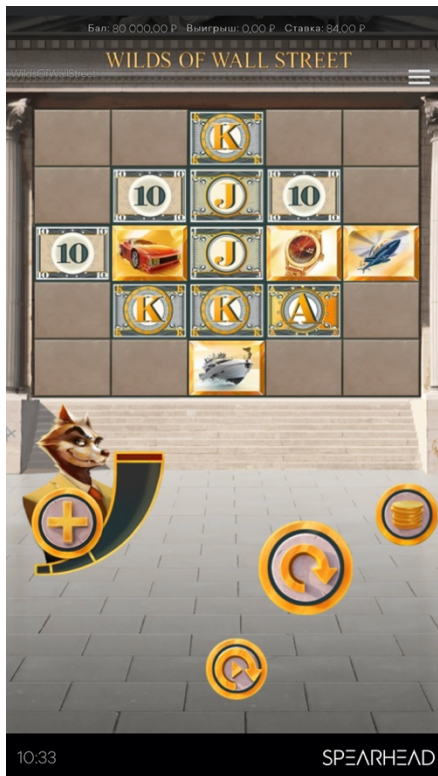 Бал: 80 000,00 ₽ Выигрыш: 0,00 ₽ Ставка: 84,00 ₽
WILDS OF WALL STREET
WildsOfWallStreet
K
10 J 10
10 J
K K A
10:33 SPEARHEAD